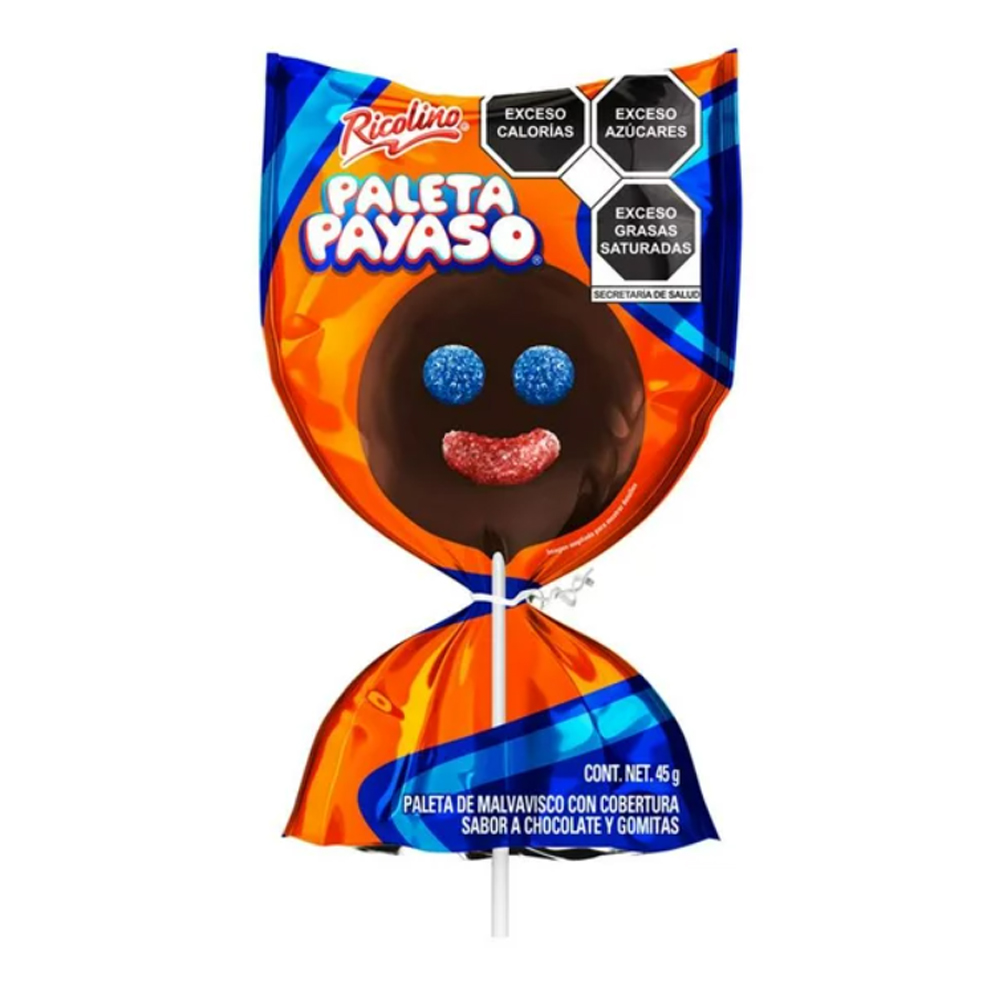 Ricolino
PALETA
PAYASO
EXCESO
CALORÍAS
EXCESO
AZÚCARES
EXCESO
GRASAS
SATURADAS
SECRETARÍA DE SALUD
CONT. NET. 45 g
PALETA DE MALVAVISCO CON COBERTURA
SABOR A CHOCOLATE Y GOMITAS